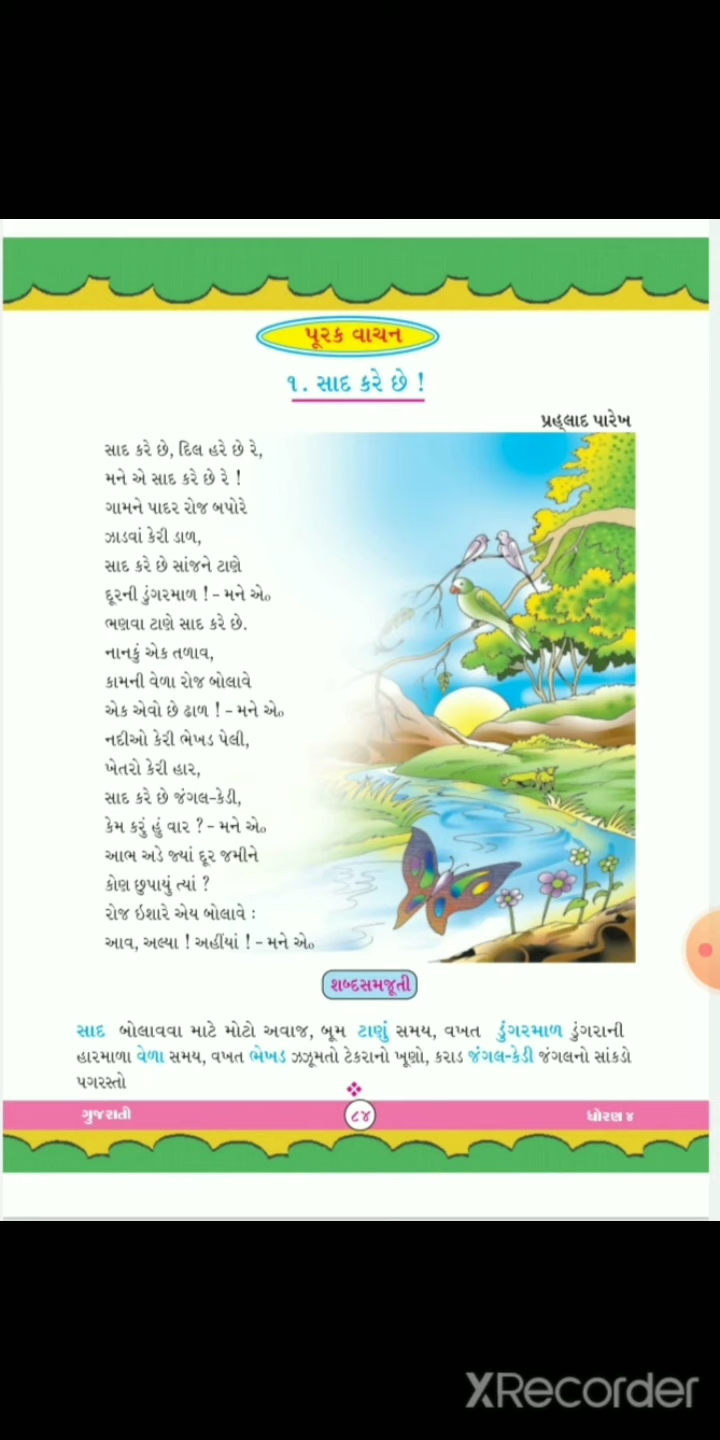 પૂરક વાચન
૧. સાદ કરે છે !
પ્રહ્લાદ પારેખ
સાદ કરે છે, દિલ હરે છે રે,
મને એ સાદ કરે છે રે !
ગામને પાદર રોજ બપોરે
ઝાડવાં કેરી ડાળ,
સાદ કરે છે સાંજને ટાણે
દૂરની ડુંગરમાળ ! – મને એ૦
ભણવા ટાણે સાદ કરે છે.
નાનકું એક તળાવ,
કામની વેળા રોજ બોલાવે
એક એવો છે ઢાળ ! – મને એ૦
નદીઓ કેરી ભેખડ પેલી,
ખેતરો કેરી હાર,
સાદ કરે છે જંગલ-કેડી,
કેમ કરું હું વાર ? – મને એ૦
આભ અડે જ્યાં દૂર જમીને
કોણ છુપાયું ત્યાં ?
રોજ ઇશારે એય બોલાવે :
આવ, અલ્યા ! અહીંયાં ! – મને એ૦
શબ્દસમજૂતી
સાદ બોલાવવા માટે મોટો અવાજ, બૂમ ટાણું સમય, વખત ડુંગરમાળ ડુંગરાની
હારમાળા વેળા સમય, વખત ભેખડ ઝઝૂમતો ટેકરાનો ખૂણો, કરાડ જંગલ-કેડી જંગલનો સાંકડો
પગરસ્તો
ગુજરાતી
૮૪
ધોરણ ૪
XRecorder